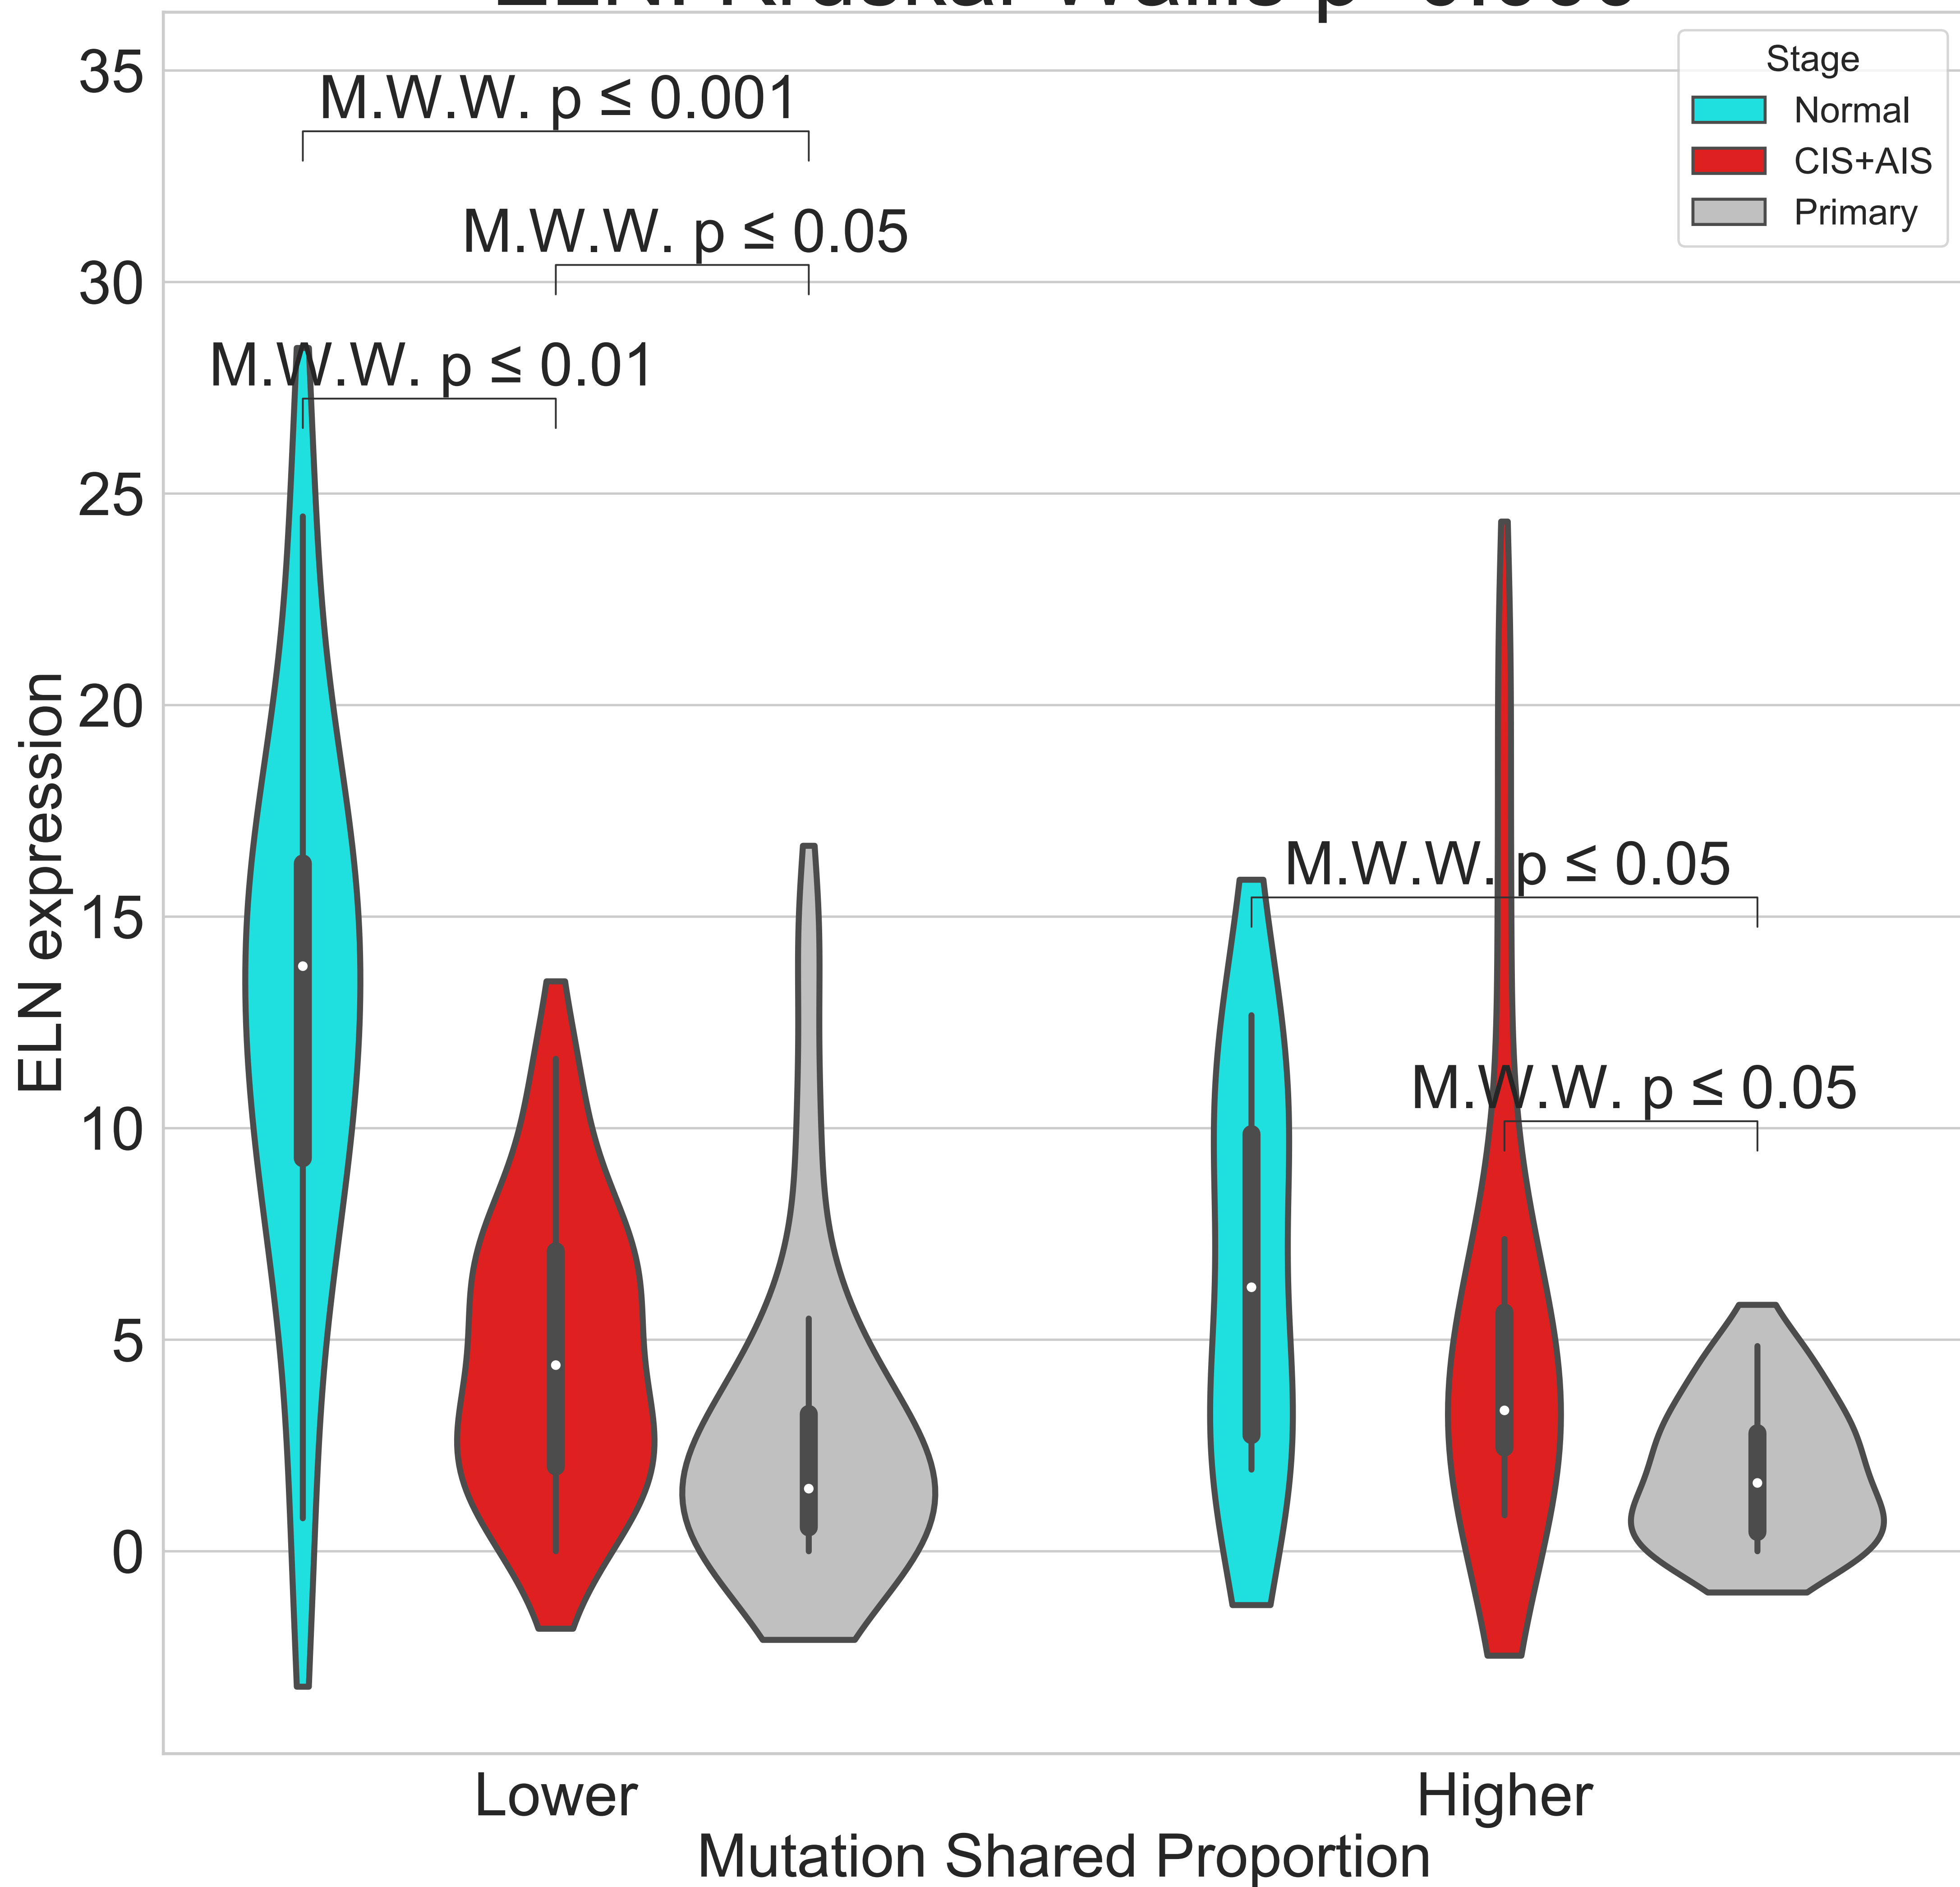 Stage
Normal
CIS+AIS
Primary
35
30
25
20
15
10
5
0
ELN expression
M.W.W. p ≤ 0.001
M.W.W. p ≤ 0.05
M.W.W. p ≤ 0.01
M.W.W. p ≤ 0.05
M.W.W. p ≤ 0.05
Lower
Higher
Mutation Shared Proportion